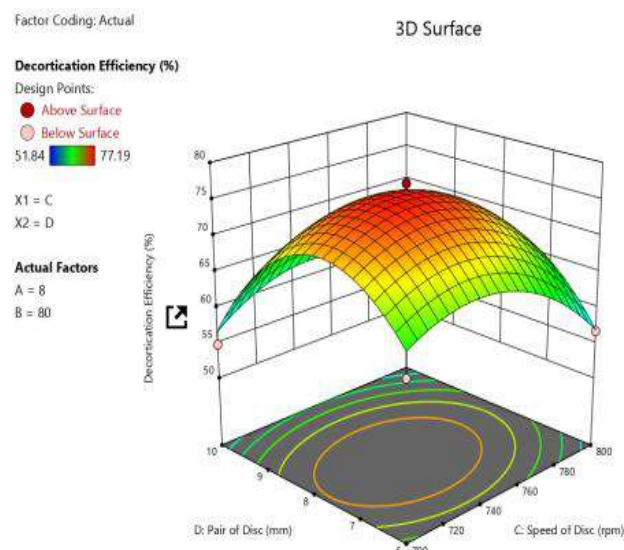 Factor Coding: Actual
3D Surface
Decortication Efficiency (%)
Design Points:
Above Surface
Below Surface
51.84 77.19
X1 = C
X2 = D
Actual Factors
A = 8
B = 80
Decortication Efficiency (%)
80
75
70
65
60
55
50
10
9
8
7
800
780
760
740
720
D: Pair of Disc (mm)
C: Speed of Disc (rpm)